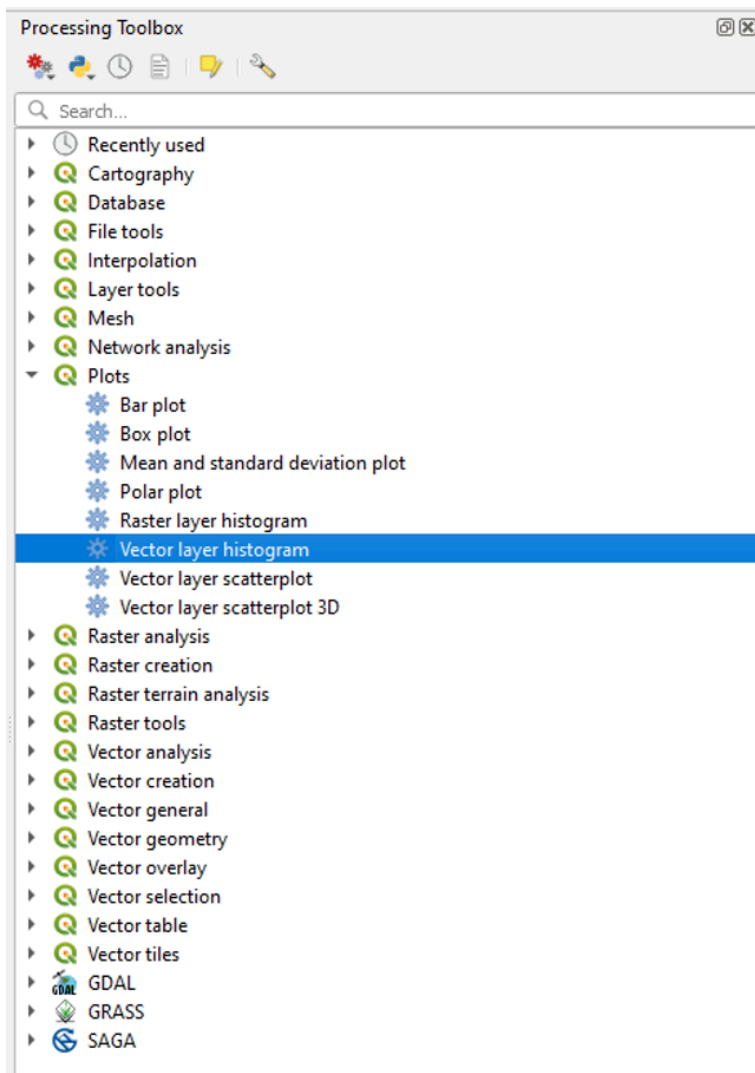 Processing Toolbox
Search...
Recently used
Cartography
Database
File tools
Interpolation
Layer tools
Mesh
Network analysis
Plots
Bar plot
Box plot
Mean and standard deviation plot
Polar plot
Raster layer histogram
Vector layer histogram
Vector layer scatterplot
Vector layer scatterplot 3D
Raster analysis
Raster creation
Raster terrain analysis
Raster tools
Vector analysis
Vector creation
Vector general
Vector geometry
Vector overlay
Vector selection
Vector table
Vector tiles
GDAL GDAL
GRASS
SAGA